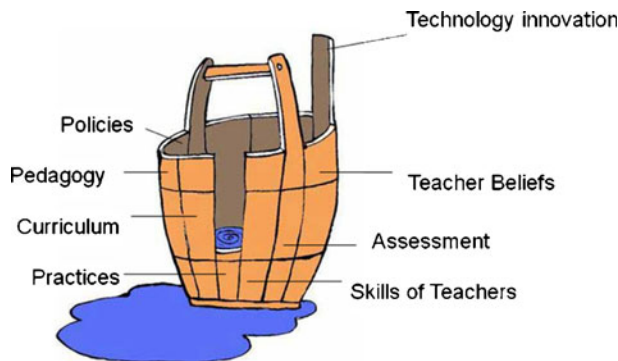 Technology innovation
Policies
Pedagogy
Teacher Beliefs
Curriculum
Assessment
Practices
Skills of Teachers